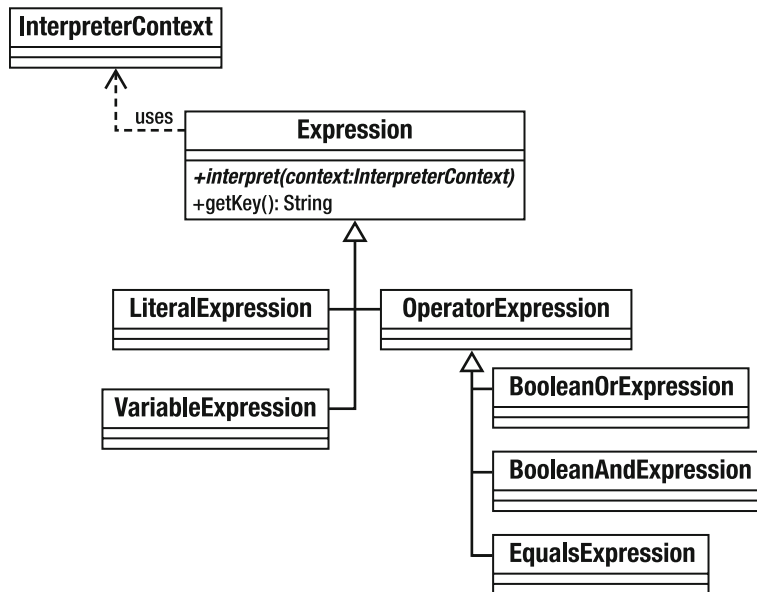 InterpreterContext
uses
Expression
+interpret(context:InterpreterContext)
+getKey(): String
LiteralExpression
OperatorExpression
VariableExpression
BooleanOrExpression
BooleanAndExpression
EqualsExpression